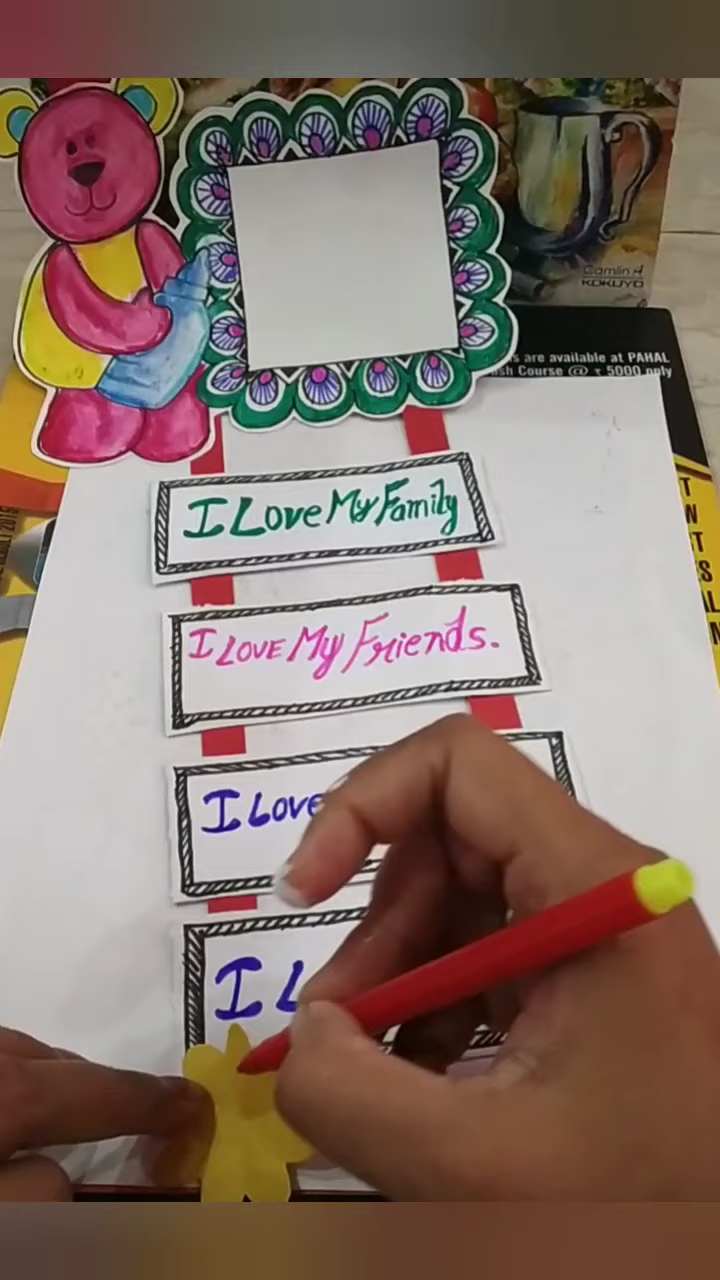 Camlin
KOKUYO
s are available at PAHAL
sh Course @ ₹ 5000 only
I Love My Family
I LOVE My Friends.
I LOVE
I L